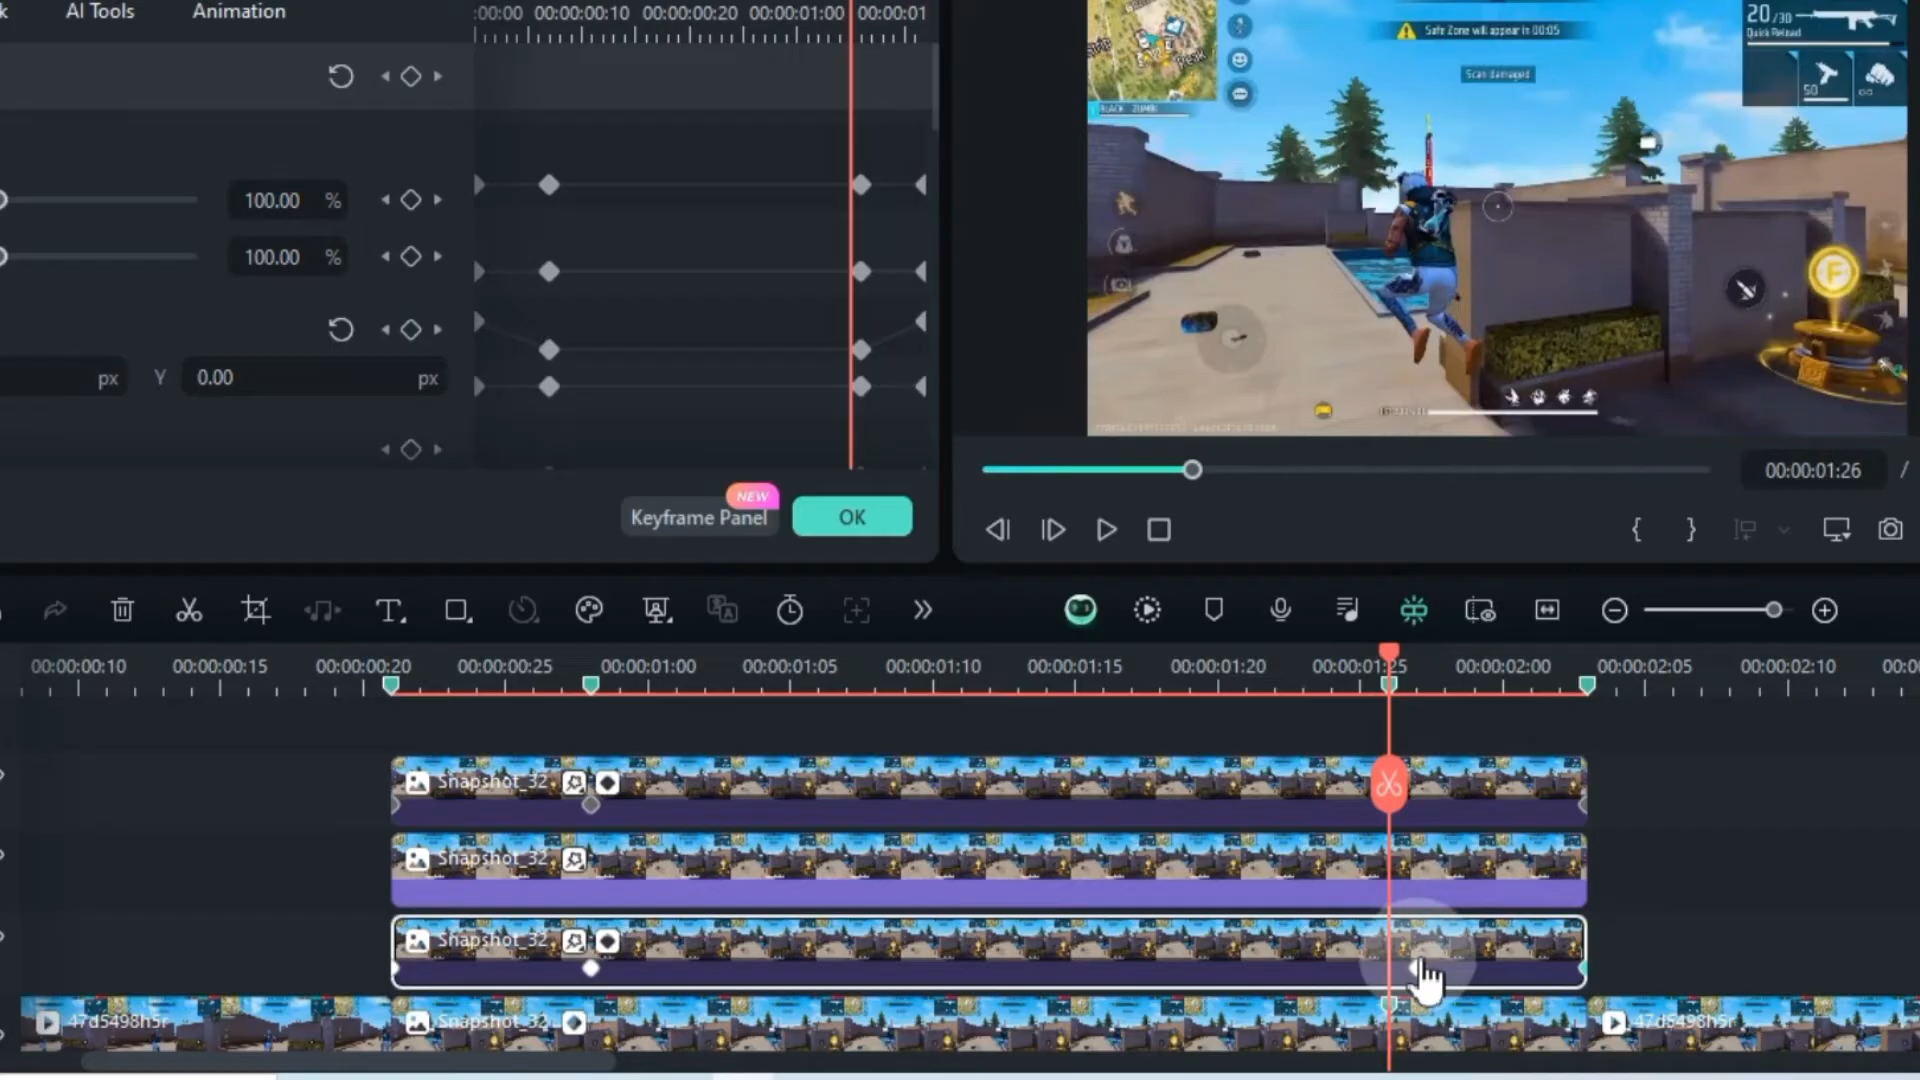 AI Tools
Animation
:00:00
00:00:00:10
00:00:00:20
00:00:01:00
00:00:01
100.00 %
100.00 %
px
Y
0.00
px
Keyframe Panel
NEW
OK
Safe Zone will appear in 00:05
Scan damaged
20 /30
Quick Reload
50
Peak
F
00:00:01:26
/
00:00:00:10
00:00:00:15
00:00:00:20
00:00:00:25
00:00:01:00
00:00:01:05
00:00:01:10
00:00:01:15
00:00:01:20
00:00:01:25
00:00:02:00
00:00:02:05
00:00:02:10
00:0
Snapshot_32
Snapshot_32
Snapshot_32
47d5498h5r
Snapshot_32
47d5498h5r